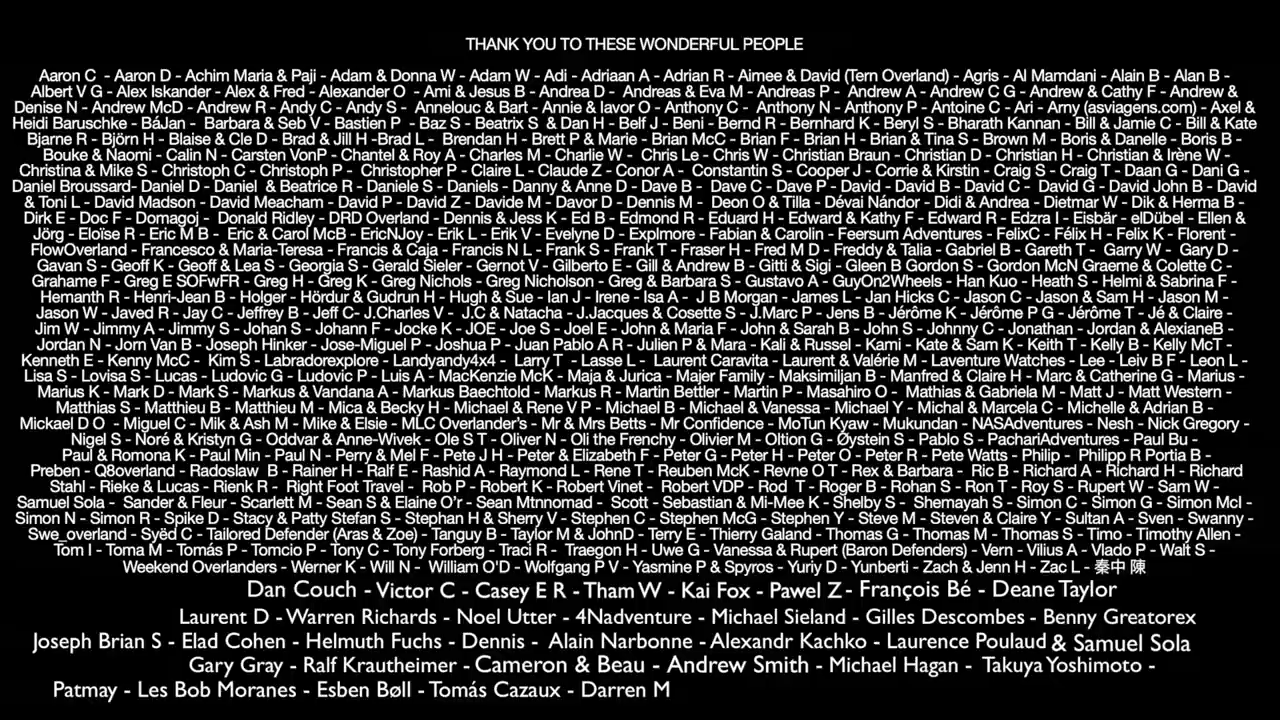 THANK YOU TO THESE WONDERFUL PEOPLE
Aaron C - Aaron D - Achim Maria & Paji - Adam & Donna W - Adam W - Adi - Adriaan A - Adrian R - Aimee & David (Tern Overland) - Agris - Al Mamdani - Alain B - Alan B -
Albert V G - Alex Iskander - Alex & Fred - Alexander O - Ami & Jesus B - Andrea D - Andreas & Eva M - Andreas P - Andrew A - Andrew C G - Andrew & Cathy F - Andrew &
Denise N - Andrew McD - Andrew R - Andy C - Andy S - Annelouc & Bart - Annie & Iavor O - Anthony C - Anthony N - Anthony P - Antoine C - Ari - Arny (asviagens.com) - Axel &
Heidi Baruschke - BáJan - Barbara & Seb V - Bastien P - Baz S - Beatrix S & Dan H - Belf J - Beni - Bernd R - Bernhard K - Beryl S - Bharath Kannan - Bill & Jamie C - Bill & Kate
Bjarne R - Björn H - Blaise & Cle D - Brad & Jill H -Brad L - Brendan H - Brett P & Marie - Brian McC - Brian F - Brian H - Brian & Tina S - Brown M - Boris & Danelle - Boris B -
Bouke & Naomi - Calin N - Carsten VonP - Chantel & Roy A - Charles M - Charlie W - Chris Le - Chris W - Christian Braun - Christian D - Christian H - Christian & Irène W -
Christina & Mike S - Christoph C - Christoph P - Christopher P - Claire L - Claude Z - Conor A - Constantin S - Cooper J - Corrie & Kirstin - Craig S - Craig T - Daan G - Dani G -
Daniel Broussard- Daniel D - Daniel & Beatrice R - Daniele S - Daniels - Danny & Anne D - Dave B - Dave C - Dave P - David - David B - David C - David G - David John B - David
& Toni L - David Madson - David Meacham - David P - David Z - Davide M - Davor D - Dennis M - Deon O & Tilla - Dévai Nándor - Didi & Andrea - Dietmar W - Dik & Herma B -
Dirk E - Doc F - Domagoj - Donald Ridley - DRD Overland - Dennis & Jess K - Ed B - Edmond R - Eduard H - Edward & Kathy F - Edward R - Edzra I - Eisbär - elDübel - Ellen &
Jörg - Eloïse R - Eric M B - Eric & Carol McB - EricNJoy - Erik L - Erik V - Evelyne D - Explmore - Fabian & Carolin - Feersum Adventures - FelixC - Félix H - Felix K - Florent -
FlowOverland - Francesco & Maria-Teresa - Francis & Caja - Francis N L - Frank S - Frank T - Fraser H - Fred M D - Freddy & Talia - Gabriel B - Gareth T - Garry W - Gary D -
Gavan S - Geoff K - Geoff & Lea S - Georgia S - Gerald Sieler - Gernot V - Gilberto E - Gill & Andrew B - Gitti & Sigi - Gleen B Gordon S - Gordon McN Graeme & Colette C -
Grahame F - Greg E SOFwFR - Greg H - Greg K - Greg Nichols - Greg Nicholson - Greg & Barbara S - Gustavo A - GuyOn2Wheels - Han Kuo - Heath S - Helmi & Sabrina F -
Hemanth R - Henri-Jean B - Holger - Hördur & Gudrun H - Hugh & Sue - Ian J - Irene - Isa A - J B Morgan - James L - Jan Hicks C - Jason C - Jason & Sam H - Jason M -
Jason W - Javed R - Jay C - Jeffrey B - Jeff C- J.Charles V - J.C & Natacha - J.Jacques & Cosette S - J.Marc P - Jens B - Jérôme K - Jérôme P G - Jérôme T - Jé & Claire -
Jim W - Jimmy A - Jimmy S - Johan S - Johann F - Jocke K - JOE - Joe S - Joel E - John & Maria F - John & Sarah B - John S - Johnny C - Jonathan - Jordan & AlexianeB -
Jordan N - Jorn Van B - Joseph Hinker - Jose-Miguel P - Joshua P - Juan Pablo A R - Julien P & Mara - Kali & Russel - Kami - Kate & Sam K - Keith T - Kelly B - Kelly McT -
Kenneth E - Kenny McC - Kim S - Labradorexplore - Landyandy4x4 - Larry T - Lasse L - Laurent Caravita - Laurent & Valérie M - Laventure Watches - Lee - Leiv B F - Leon L -
Lisa S - Lovisa S - Lucas - Ludovic G - Ludovic P - Luis A - MacKenzie McK - Maja & Jurica - Majer Family - Maksimiljan B - Manfred & Claire H - Marc & Catherine G - Marius -
Marius K - Mark D - Mark S - Markus & Vandana A - Markus Baechtold - Markus R - Martin Bettler - Martin P - Masahiro O - Mathias & Gabriela M - Matt J - Matt Western -
Matthias S - Matthieu B - Matthieu M - Mica & Becky H - Michael & Rene V P - Michael B - Michael & Vanessa - Michael Y - Michal & Marcela C - Michelle & Adrian B -
Mickael D O - Miguel C - Mik & Ash M - Mike & Elsie - MLC Overlander's - Mr & Mrs Betts - Mr Confidence - MoTun Kyaw - Mukundan - NASAdventures - Nesh - Nick Gregory -
Nigel S - Noré & Kristyn G - Oddvar & Anne-Wivek - Ole S T - Oliver N - Oli the Frenchy - Olivier M - Oltion G - Øystein S - Pablo S - PachariAdventures - Paul Bu -
Paul & Romona K - Paul Min - Paul N - Perry & Mel F - Pete J H - Peter & Elizabeth F - Peter G - Peter H - Peter O - Peter R - Pete Watts - Philip - Philipp R Portia B -
Preben - Q8overland - Radoslaw B - Rainer H - Ralf E - Rashid A - Raymond L - Rene T - Reuben McK - Revne O T - Rex & Barbara - Ric B - Richard A - Richard H - Richard
Stahl - Rieke & Lucas - Rienk R - Right Foot Travel - Rob P - Robert K - Robert Vinet - Robert VDP - Rod T - Roger B - Rohan S - Ron T - Roy S - Rupert W - Sam W -
Samuel Sola - Sander & Fleur - Scarlett M - Sean S & Elaine O'r - Sean Mtnnomad - Scott - Sebastian & Mi-Mee K - Shelby S - Shemayah S - Simon C - Simon G - Simon McI -
Simon N - Simon R - Spike D - Stacy & Patty Stefan S - Stephan H & Sherry V - Stephen C - Stephen McG - Stephen Y - Steve M - Steven & Claire Y - Sultan A - Sven - Swanny -
Swe_overland - Syëd C - Tailored Defender (Aras & Zoe) - Tanguy B - Taylor M & JohnD - Terry E - Thierry Galand - Thomas G - Thomas M - Thomas S - Timo - Timothy Allen -
Tom I - Toma M - Tomás P - Tomcio P - Tony C - Tony Forberg - Traci R - Traegon H - Uwe G - Vanessa & Rupert (Baron Defenders) - Vern - Vilius A - Vlado P - Walt S -
Weekend Overlanders - Werner K - Will N - William O'D - Wolfgang P V - Yasmine P & Spyros - Yuriy D - Yunberti - Zach & Jenn H - Zac L - 秦中 陳
Dan Couch - Victor C - Casey E R - Tham W - Kai Fox - Pawel Z - François Bé - Deane Taylor
Laurent D - Warren Richards - Noel Utter - 4Nadventure - Michael Sieland - Gilles Descombes - Benny Greatorex
Joseph Brian S - Elad Cohen - Helmuth Fuchs - Dennis - Alain Narbonne - Alexandr Kachko - Laurence Poulaud & Samuel Sola
Gary Gray - Ralf Krautheimer - Cameron & Beau - Andrew Smith - Michael Hagan - Takuya Yoshimoto -
Patmay - Les Bob Moranes - Esben Bøll - Tomás Cazaux - Darren M